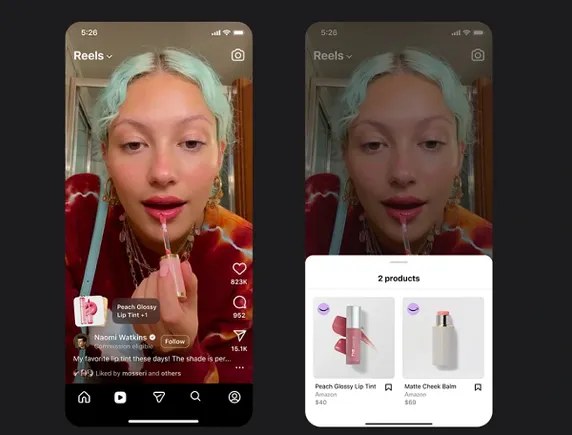 5:26
Reels
823K
952
Peach Glossy
Lip Tint +1
Naomi Watkins
Follow
Commission eligible
15.1K
My favorite lip tint these days! The shade is per...
Liked by mosseri and others
5:26
Reels
2 products
Peach Glossy Lip Tint
Amazon
$40
Matte Cheek Balm
Amazon
$69